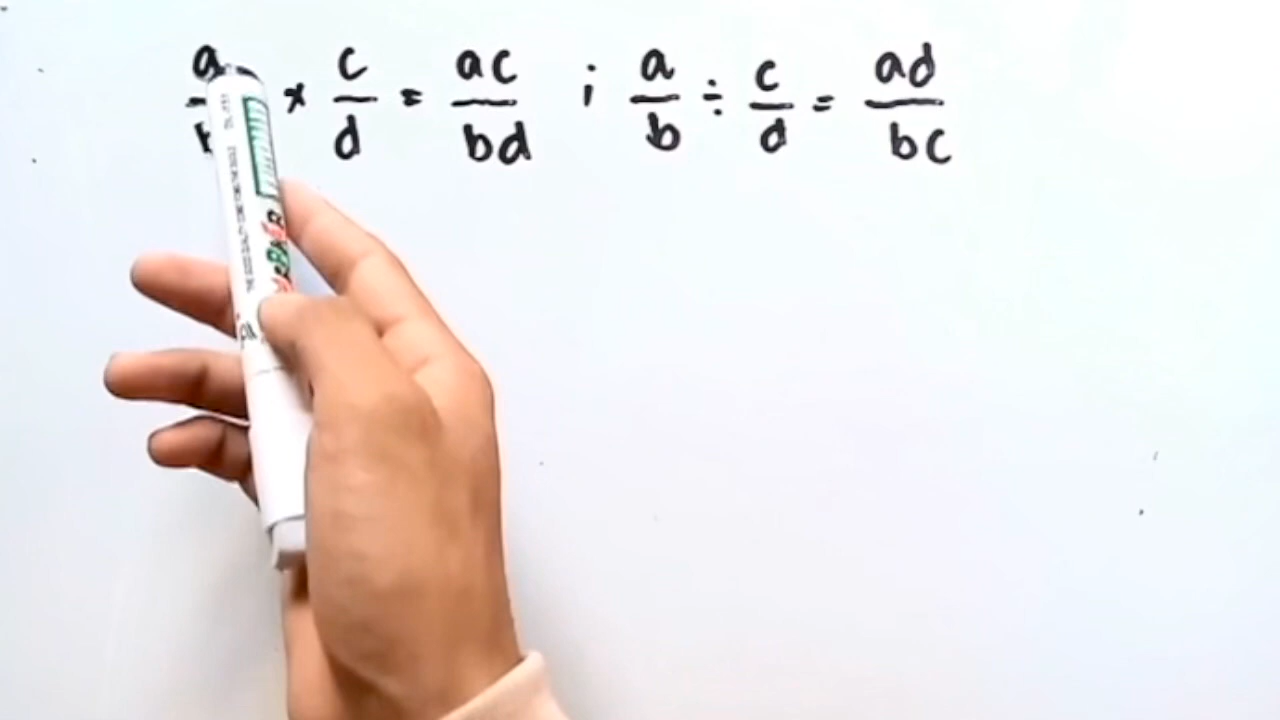 a/b × c/d = ac/bd ; a/b ÷ c/d = ad/bc